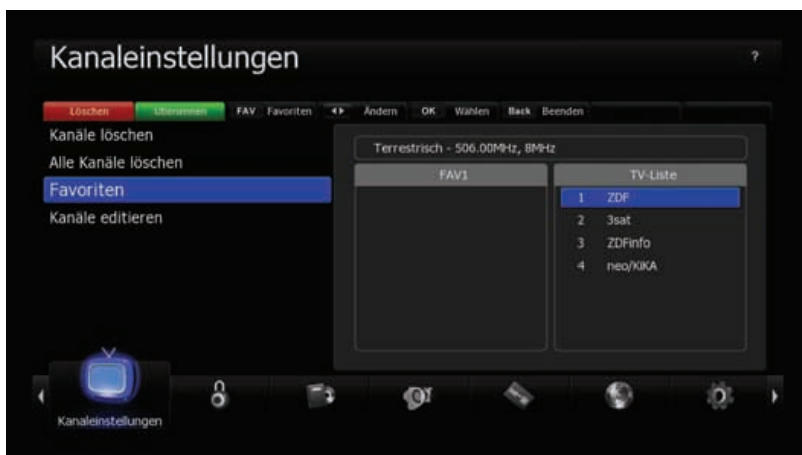 Kanaleinstellungen
?
Löschen FAV Favoriten Ändern OK Wählen Back Beenden
Kanäle löschen
Alle Kanäle löschen
Favoriten
Kanäle editieren
Terrestrisch - 506.00MHz, 8MHz
FAV1
TV-Liste
1 ZDF
2 3sat
3 ZDFinfo
4 neo/KiKA
Kanaleinstellungen